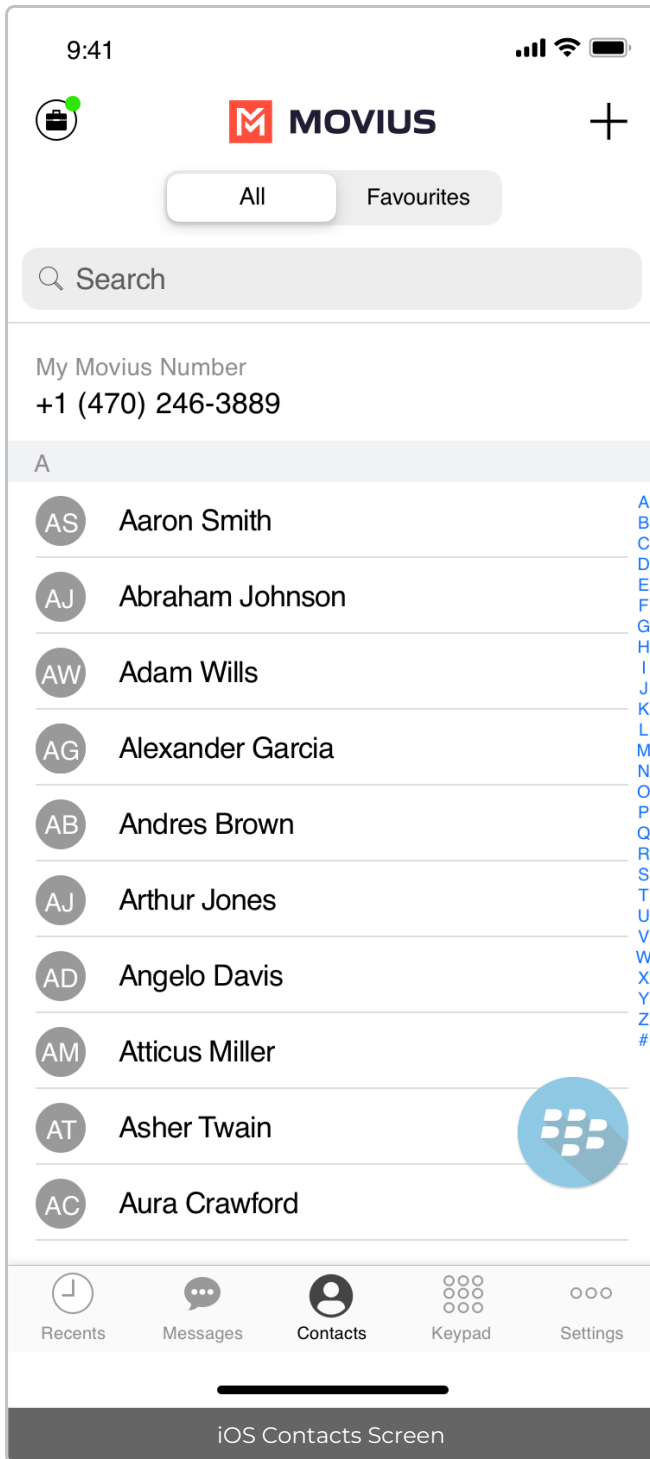 9:41
MOVIUS
All Favourites
Search
My Movius Number
+1 (470) 246-3889
A
AS Aaron Smith
AJ Abraham Johnson
AW Adam Wills
AG Alexander Garcia
AB Andres Brown
AJ Arthur Jones
AD Angelo Davis
AM Atticus Miller
AT Asher Twain
AC Aura Crawford
A
B
C
D
E
F
G
H
I
J
K
L
M
N
O
P
Q
R
S
T
U
V
W
X
Y
Z
#
Recents Messages Contacts Keypad Settings
iOS Contacts Screen